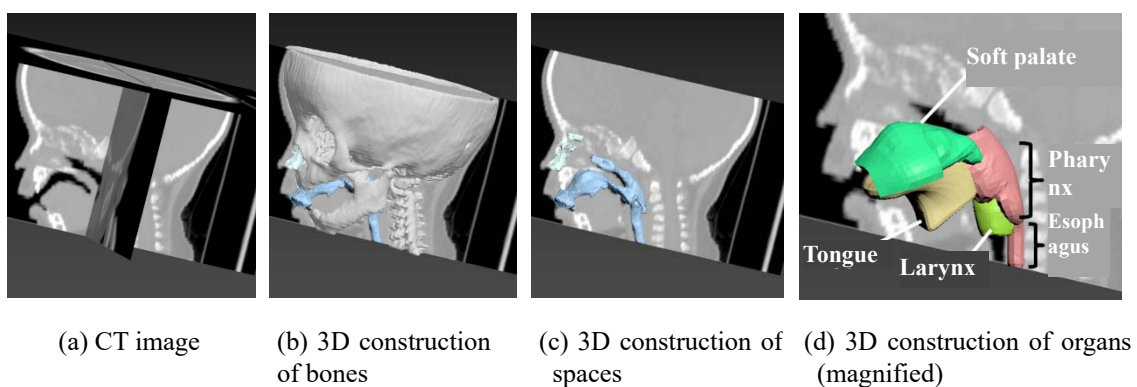 Soft palate
Phary
nx
Esoph
agus
Tongue
Larynx
(a) CT image
(b) 3D construction
of bones
(c) 3D construction of
spaces
(d) 3D construction of organs
(magnified)